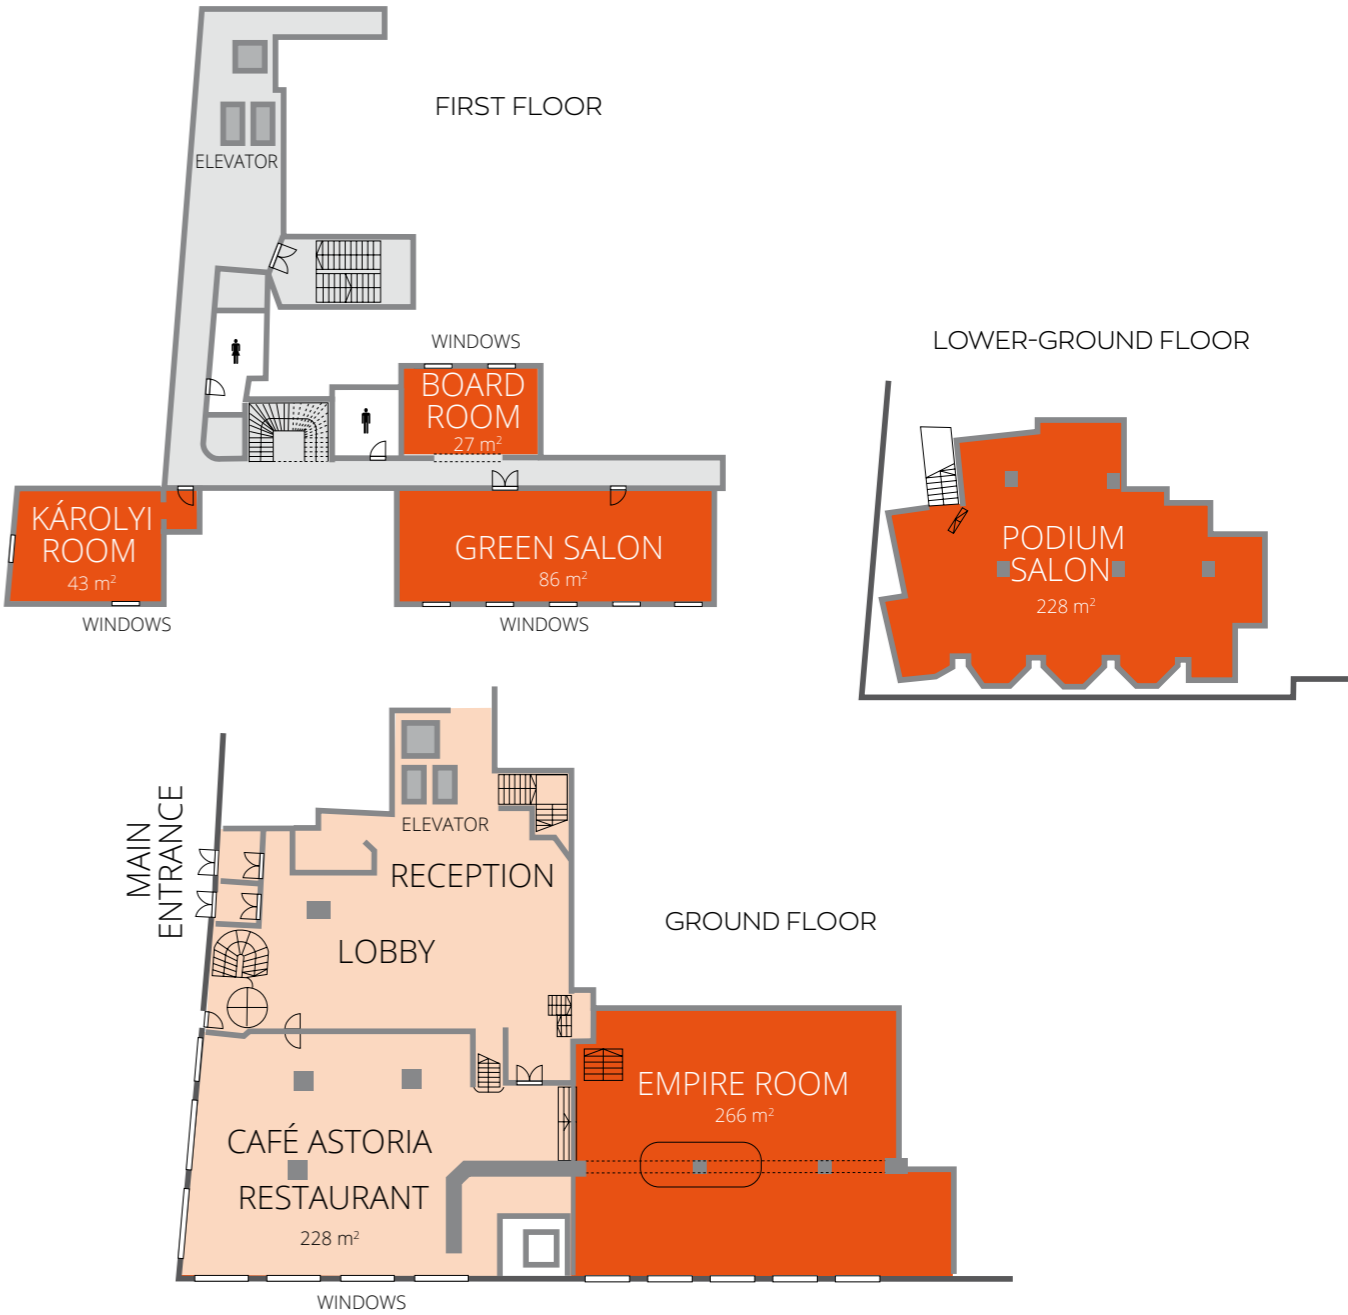 FIRST FLOOR
ELEVATOR
WINDOWS
BOARD
ROOM
27 m²
KÁROLYI
ROOM
43 m²
WINDOWS
GREEN SALON
86 m²
WINDOWS
LOWER-GROUND FLOOR
PODIUM
SALON
228 m²
MAIN
ENTRANCE
ELEVATOR
RECEPTION
LOBBY
GROUND FLOOR
EMPIRE ROOM
266 m²
CAFÉ ASTORIA
RESTAURANT
228 m²
WINDOWS